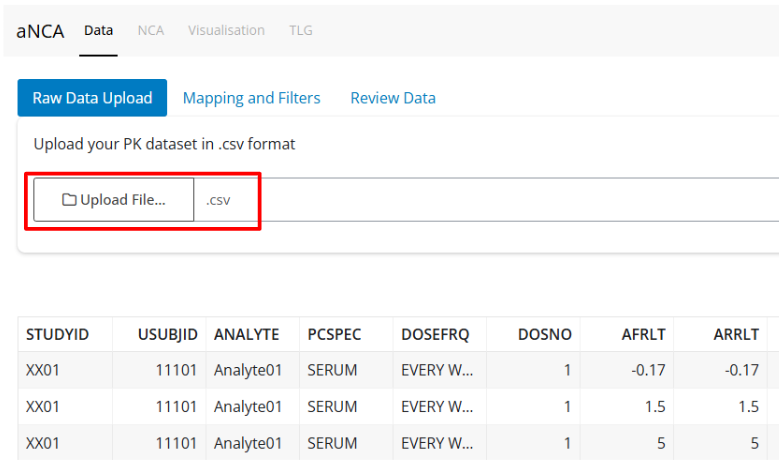 aNCA Data NCA Visualisation TLG
Raw Data Upload Mapping and Filters Review Data
Upload your PK dataset in .csv format
Upload File... .csv
STUDYID USUBJID ANALYTE PCSPEC DOSEFRQ DOSNO AFRLT ARRLT
XX01 11101 Analyte01 SERUM EVERY W... 1 -0.17 -0.17
XX01 11101 Analyte01 SERUM EVERY W... 1 1.5 1.5
XX01 11101 Analyte01 SERUM EVERY W... 1 5 5